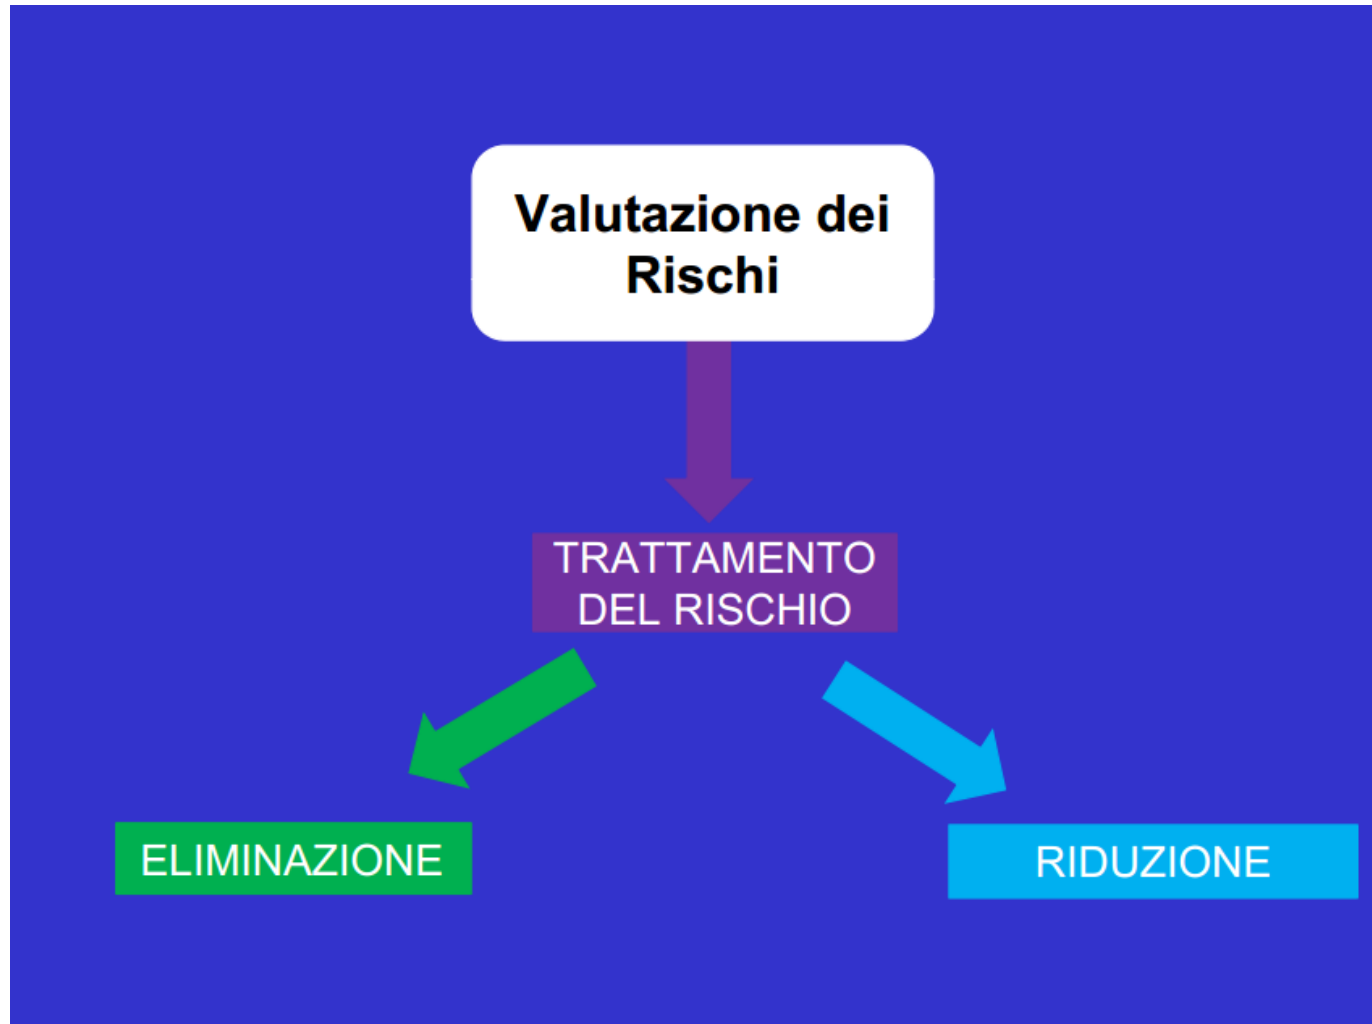 Valutazione dei
Rischi
TRATTAMENTO
DEL RISCHIO
ELIMINAZIONE
RIDUZIONE